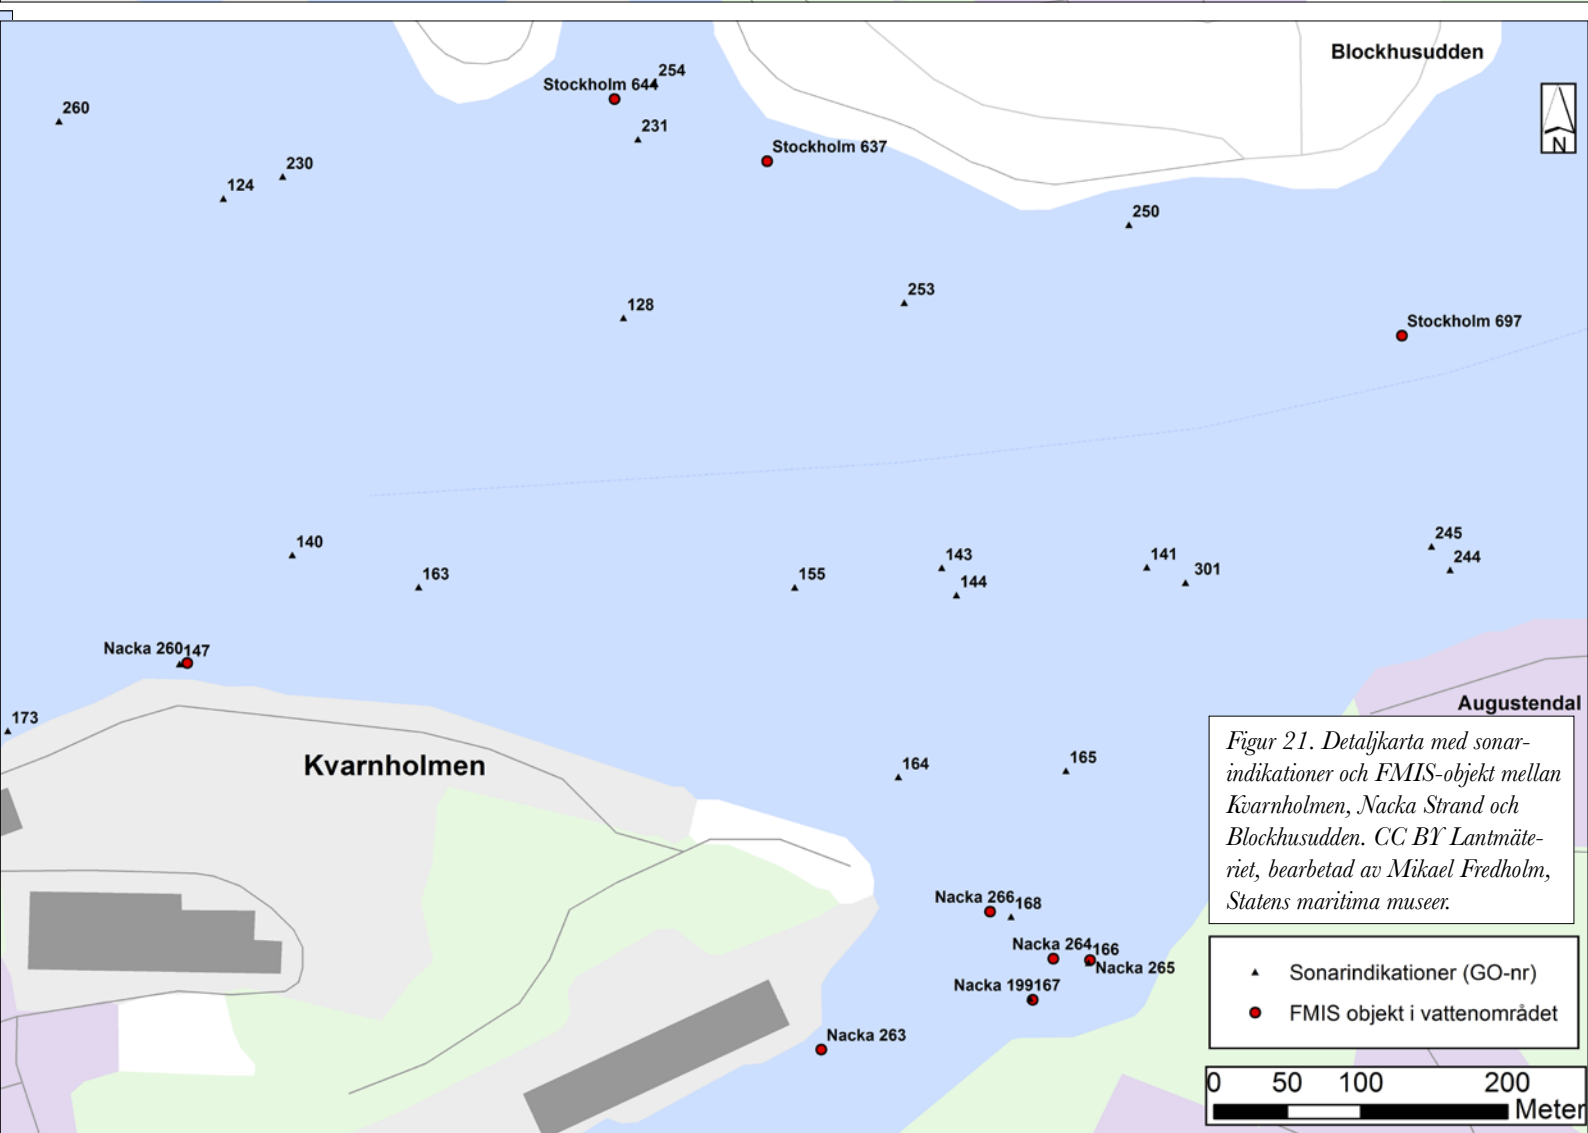 Blockhusudden
254
Stockholm 644
260
N
231
Stockholm 637
230
124
250
253
128
Stockholm 697
245
140
143
141
244
163
155
301
144
Nacka 260 147
Augustendal
173
Kvarnholmen
164
165
Figur 21. Detaljkarta med sonar-
indikationer och FMIS-objekt mellan
Kvarnholmen, Nacka Strand och
Blockhusudden. CC BY Lantmäte-
riet, bearbetad av Mikael Fredholm,
Statens maritima museer.
Nacka 266 168
Nacka 264 166
Nacka 265
Nacka 199 167
Nacka 263
Sonarindikationer (GO-nr)
FMIS objekt i vattenområdet
0 50 100 200
Meter